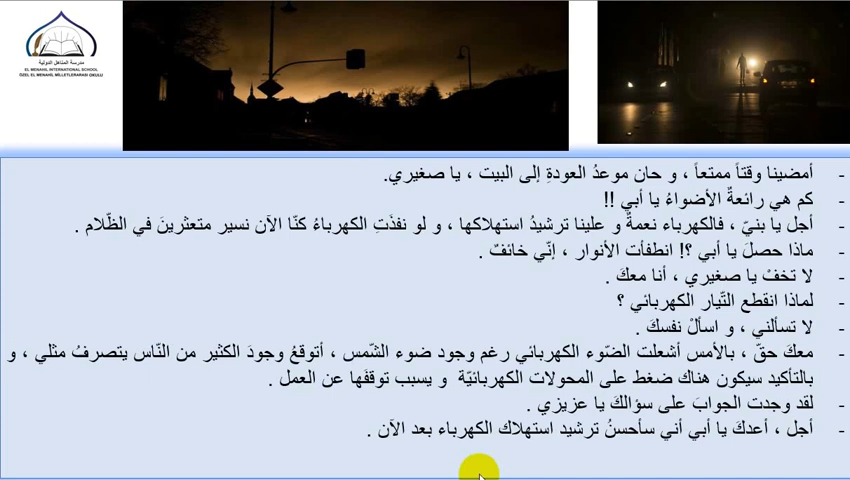 مدرسة المناهل الدولية
EL MENAHIL INTERNATIONAL SCHOOL
ÖZEL EL MENAHİL MİLLETLERARASI OKULU
- أمضينا وقتاً ممتعاً ، و حان موعدُ العودةِ إلى البيت ، يا صغيري.
- كم هي رائعةٌ الأضواءُ يا أبي !!
- أجل يا بنيّ ، فالكهرباء نعمةٌ و علينا ترشيدُ استهلاكها ، و لو نفذَتِ الكهرباءُ كنّا الآن نسير متعثرينَ في الظّلام .
- ماذا حصلَ يا أبي ؟! انطفأت الأنوار ، إنّي خائفٌ .
- لا تخفْ يا صغيري ، أنا معكَ .
- لماذا انقطع التّيار الكهربائي ؟
- لا تسألني ، و اسألْ نفسكَ .
- معكَ حقّ ، بالأمس أشعلت الضّوء الكهربائي رغم وجود ضوء الشّمس ، أتوقعُ وجودَ الكثير من النّاس يتصرفُ مثلي ، و
بالتأكيد سيكون هناك ضغط على المحولات الكهربائيّة و يسبب توقفَها عن العمل .
- لقد وجدت الجوابَ على سؤالكَ يا عزيزي .
- أجل ، أعدكَ يا أبي أني سأحسنُ ترشيد استهلاك الكهرباء بعد الآن .